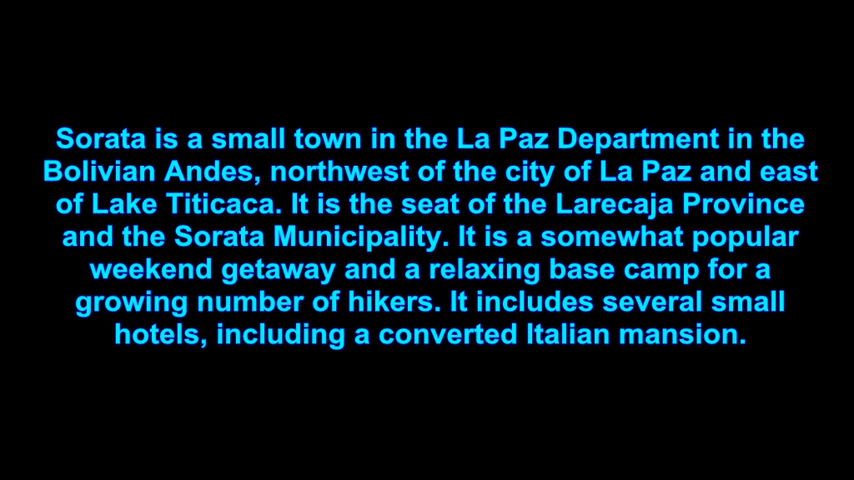 Sorata is a small town in the La Paz Department in the
Bolivian Andes, northwest of the city of La Paz and east
of Lake Titicaca. It is the seat of the Larecaja Province
and the Sorata Municipality. It is a somewhat popular
weekend getaway and a relaxing base camp for a
growing number of hikers. It includes several small
hotels, including a converted Italian mansion.